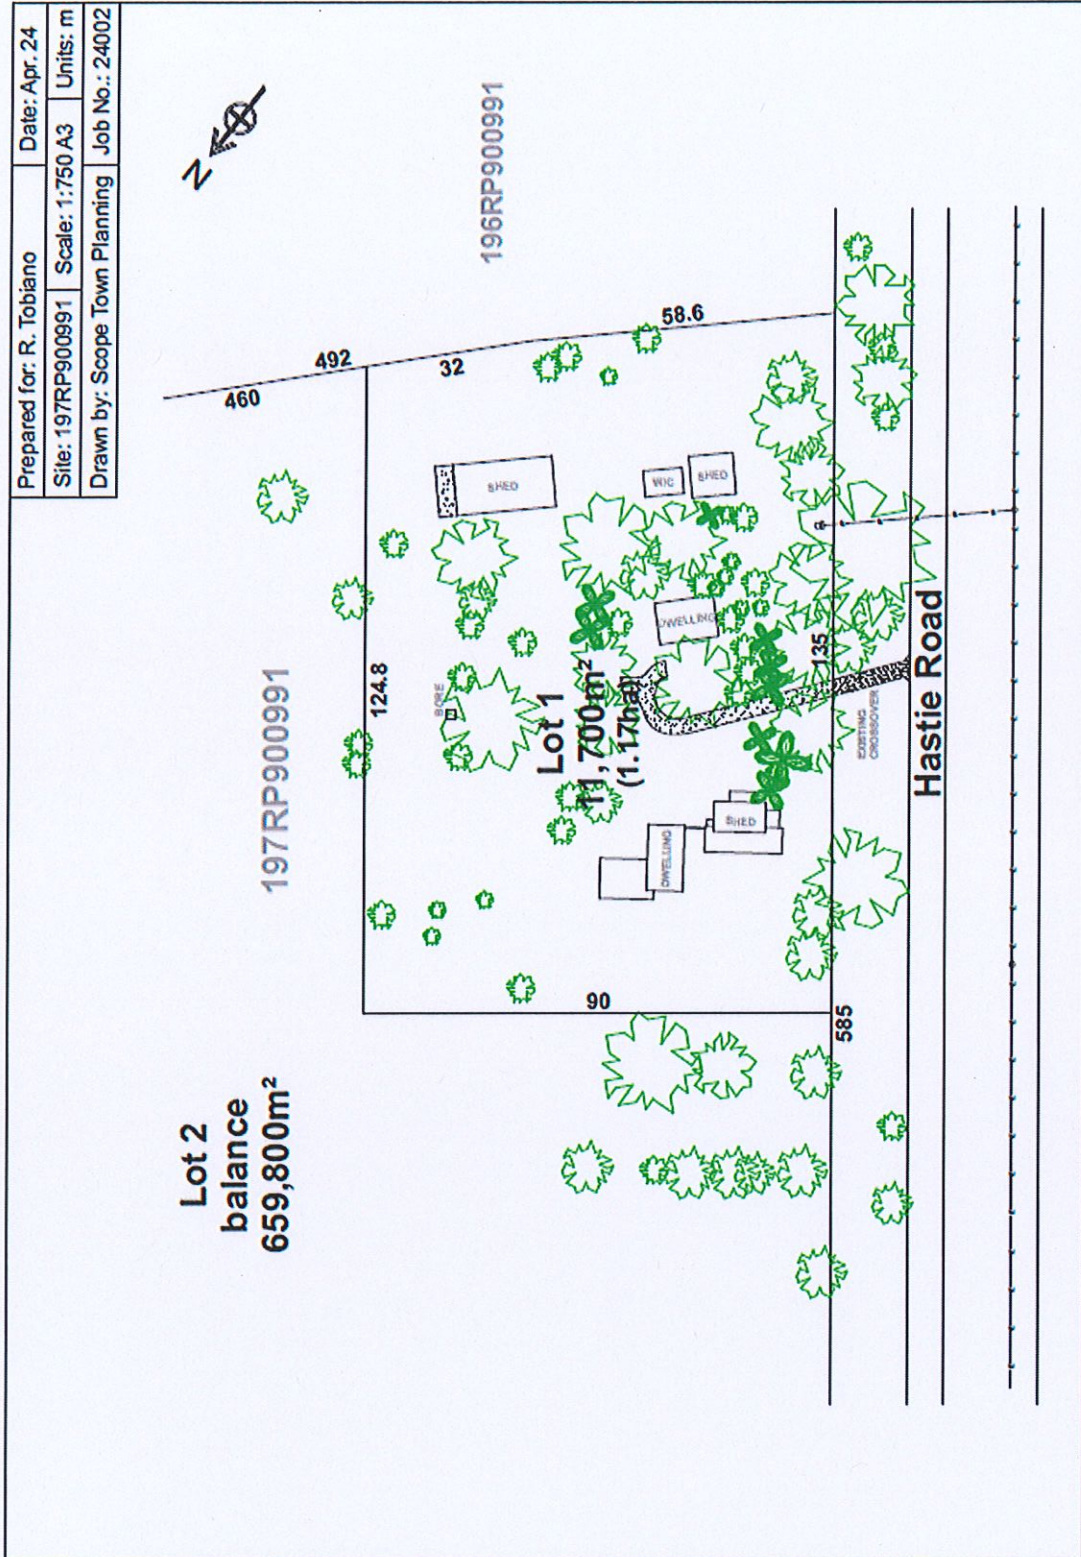 Prepared for: R. Tobiano
Date: Apr. 24
Site: 197RP900991
Scale: 1:750 A3
Units: m
Drawn by: Scope Town Planning
Job No.: 24002
N
196RP900991
197RP900991
Lot 2
balance
659,800m²
460
492
32
58.6
124.8
90
135
585
SHED
W/C
SHED
BORE
DWELLING
Lot 1
11,700m²
(1.17ha)
DWELLING
SHED
EXISTING
CROSSOVER
Hastie Road